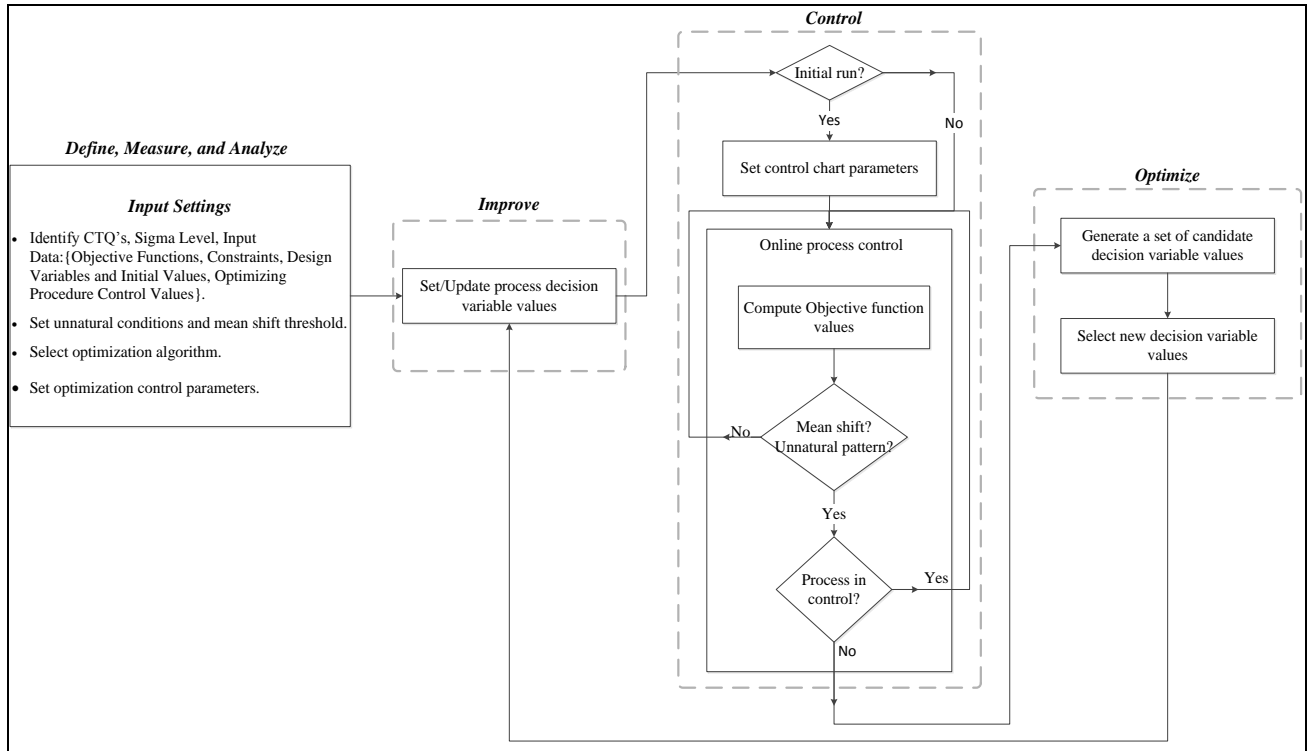 Define, Measure, and Analyze
Input Settings
• Identify CTQ's, Sigma Level, Input
Data:{Objective Functions, Constraints, Design
Variables and Initial Values, Optimizing
Procedure Control Values}.
• Set unnatural conditions and mean shift threshold.
• Select optimization algorithm.
• Set optimization control parameters.
Improve
Set/Update process decision
variable values
Control
Initial run?
Yes
No
Set control chart parameters
Online process control
Compute Objective function
values
Mean shift?
Unnatural pattern?
No
Yes
Process in
control?
Yes
No
Optimize
Generate a set of candidate
decision variable values
Select new decision variable
values